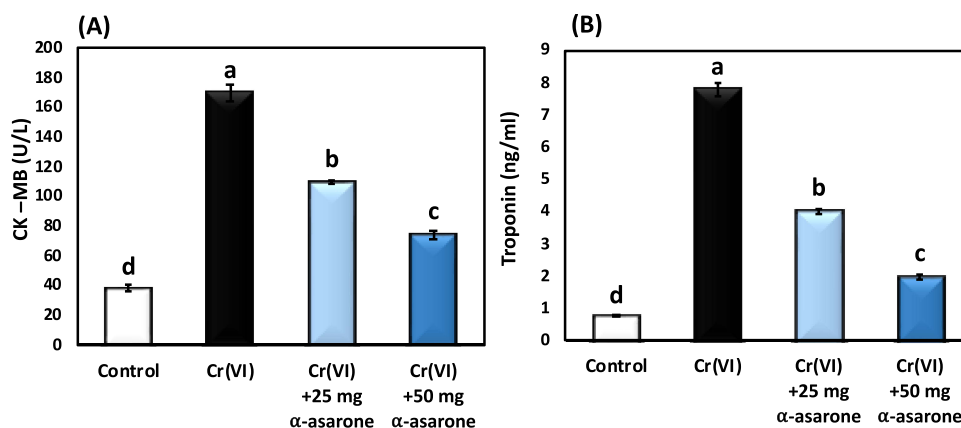 (A)
CK –MB (U/L)
200
180
160
140
120
100
80
60
40
20
0
d
a
b
c
Control
Cr(VI)
Cr(VI)
+25 mg
α-asarone
Cr(VI)
+50 mg
α-asarone
(B)
Troponin (ng/ml)
9
8
7
6
5
4
3
2
1
0
d
a
b
c
Control
Cr(VI)
Cr(VI)
+25 mg
α-asarone
Cr(VI)
+50 mg
α-asarone